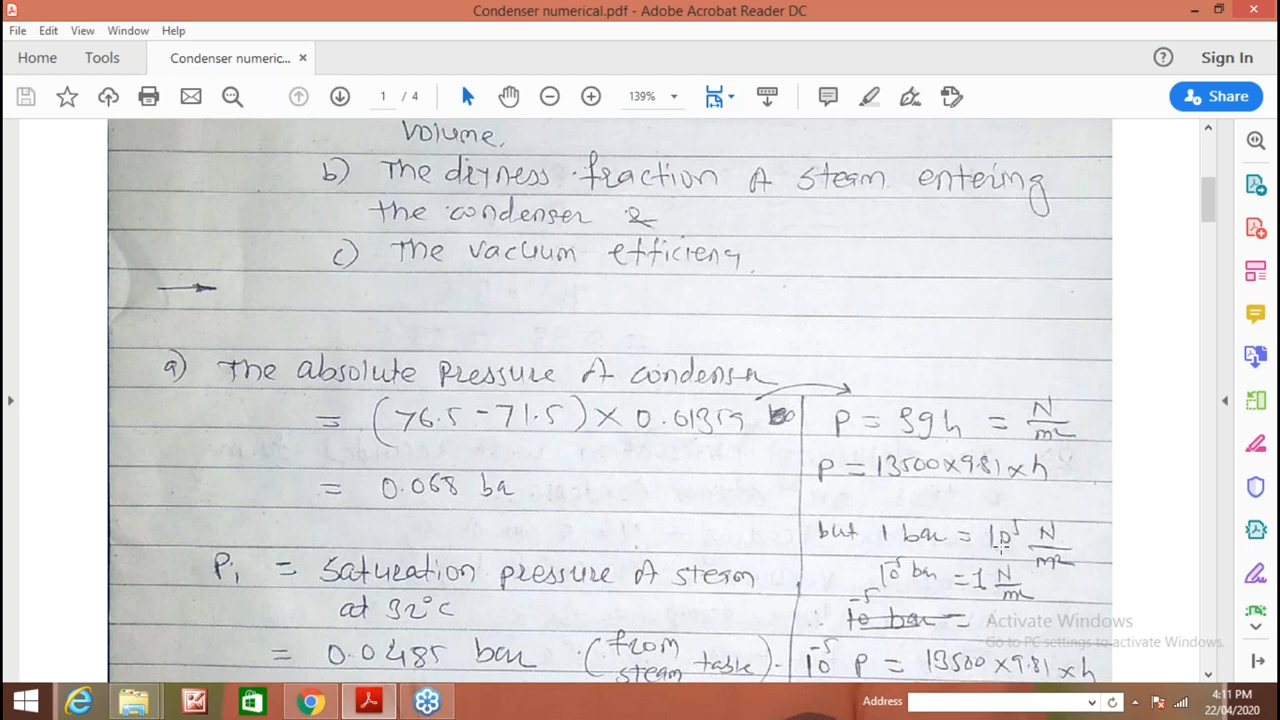 Condenser numerical.pdf - Adobe Acrobat Reader DC
File Edit View Window Help
Home Tools Condenser numeric... × Sign In
1 / 4 139% Share
Volume.
b) The dryness fraction of steam entering
the condenser &
c) The vacuum efficiency.
a) The absolute pressure of condenser
= (76.5 - 71.5) × 0.01359
= 0.068 bar
P₁ = saturation pressure of steam
at 32°C
= 0.0485 bar (from
steam table).
P = ρgh = N/m²
P = 13500×9.81×h
but 1 bar = 10⁵ N/m²
10⁻⁵ bar = 1 N/m²
∴ 10 bar =
10⁻⁵ P = 13500×9.81×h
Activate Windows
Go to PC settings to activate Windows.
Address
4:11 PM
22/04/2020